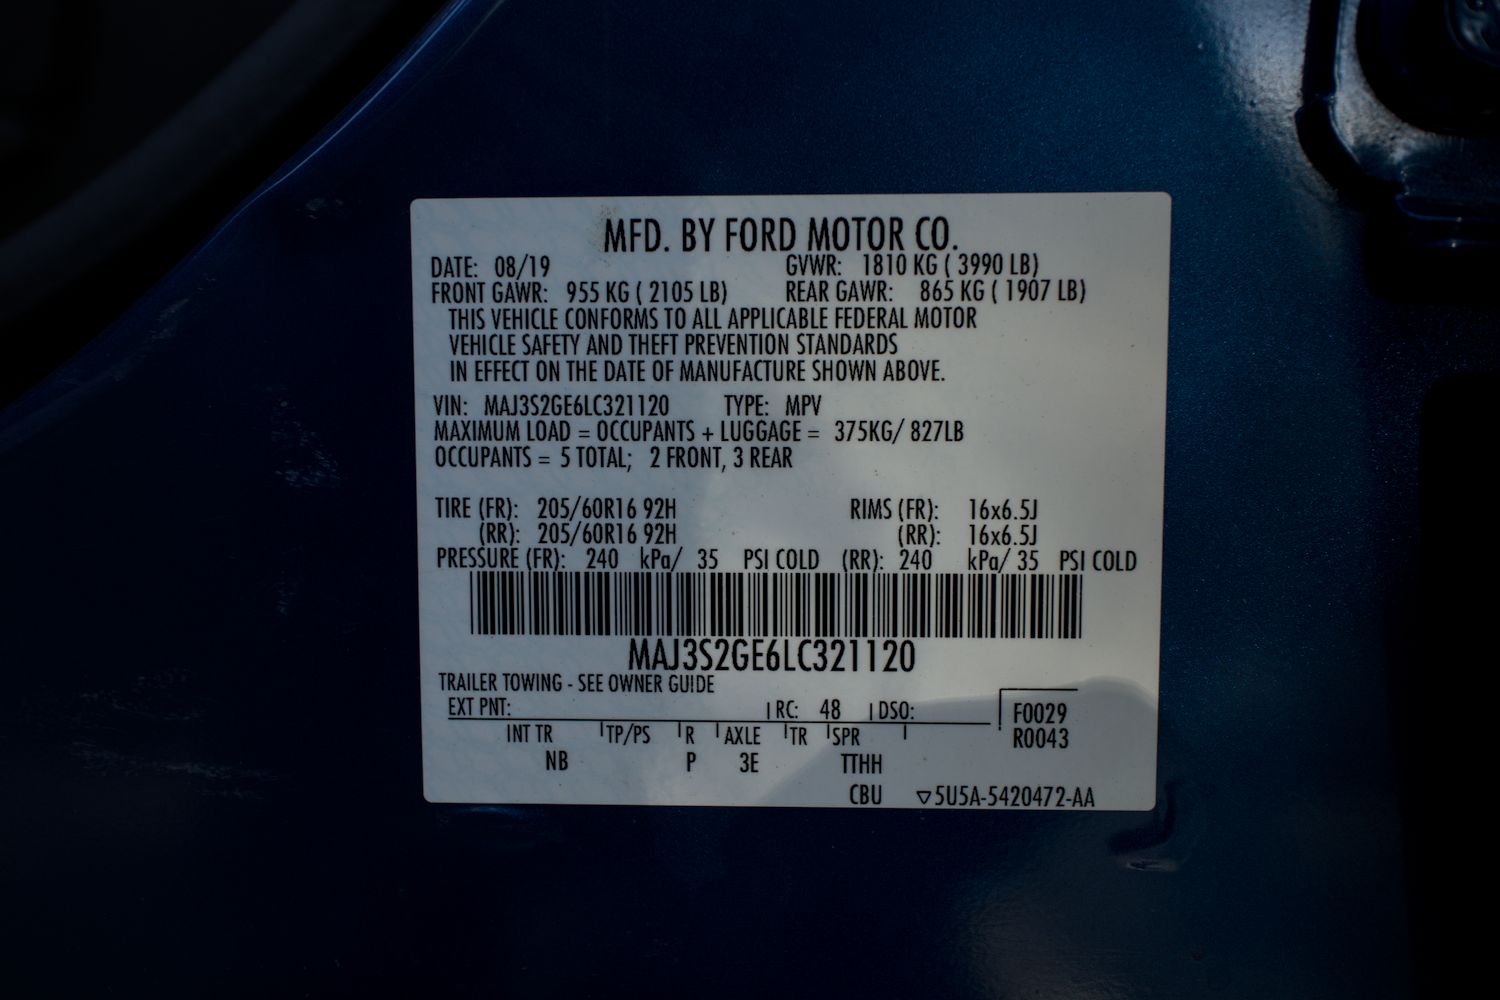 MFD. BY FORD MOTOR CO.
DATE: 08/19 GVWR: 1810 KG ( 3990 LB)
FRONT GAWR: 955 KG ( 2105 LB) REAR GAWR: 865 KG ( 1907 LB)
THIS VEHICLE CONFORMS TO ALL APPLICABLE FEDERAL MOTOR
VEHICLE SAFETY AND THEFT PREVENTION STANDARDS
IN EFFECT ON THE DATE OF MANUFACTURE SHOWN ABOVE.
VIN: MAJ3S2GE6LC321120 TYPE: MPV
MAXIMUM LOAD = OCCUPANTS + LUGGAGE = 375KG/ 827LB
OCCUPANTS = 5 TOTAL; 2 FRONT, 3 REAR
TIRE (FR): 205/60R16 92H RIMS (FR): 16x6.5J
(RR): 205/60R16 92H (RR): 16x6.5J
PRESSURE (FR): 240 kPa/ 35 PSI COLD (RR): 240 kPa/ 35 PSI COLD
MAJ3S2GE6LC321120
TRAILER TOWING - SEE OWNER GUIDE
EXT PNT: RC: 48 DSO: F0029
INT TR TP/PS R AXLE TR SPR R0043
NB P 3E TTHH
CBU ▽5U5A-5420472-AA